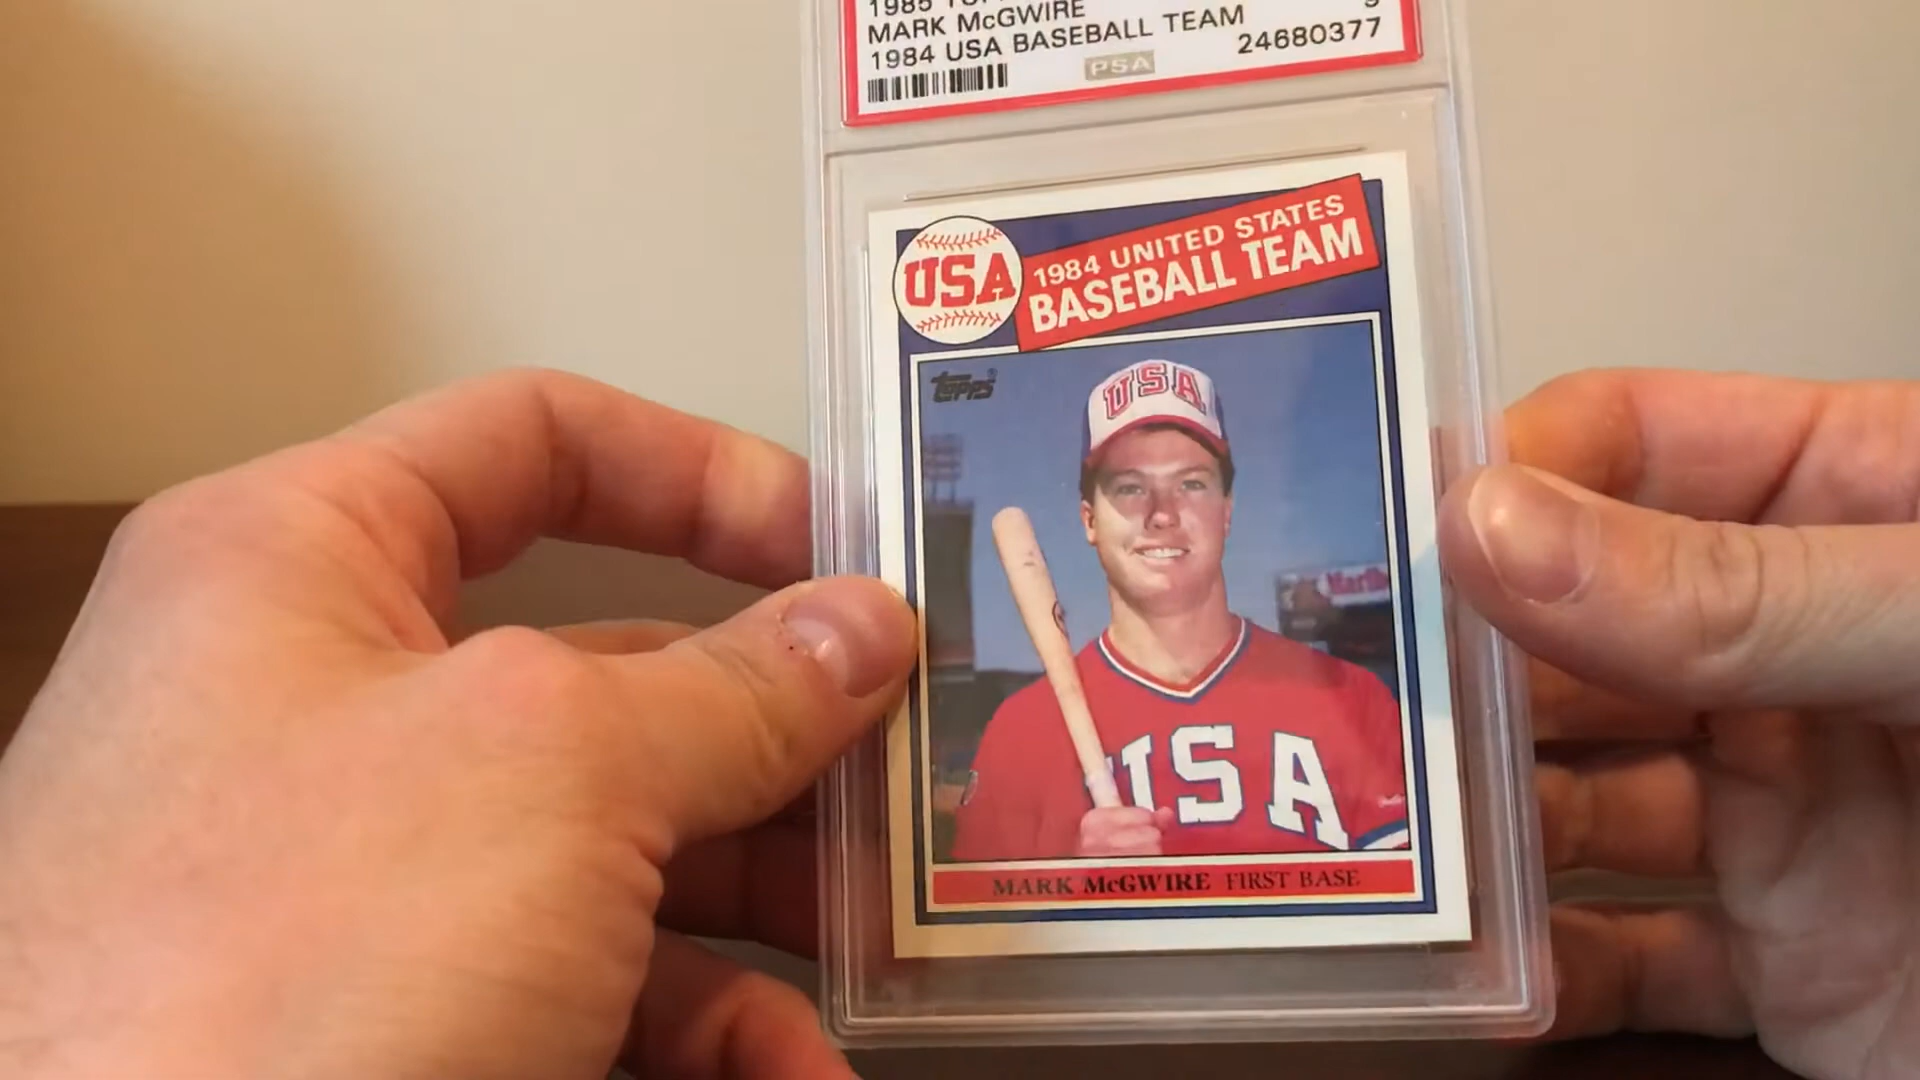 1985 TOPPS
MARK McGWIRE
1984 USA BASEBALL TEAM
24680377
PSA
USA
1984 UNITED STATES
BASEBALL TEAM
Topps
USA
USA
MARK McGWIRE FIRST BASE